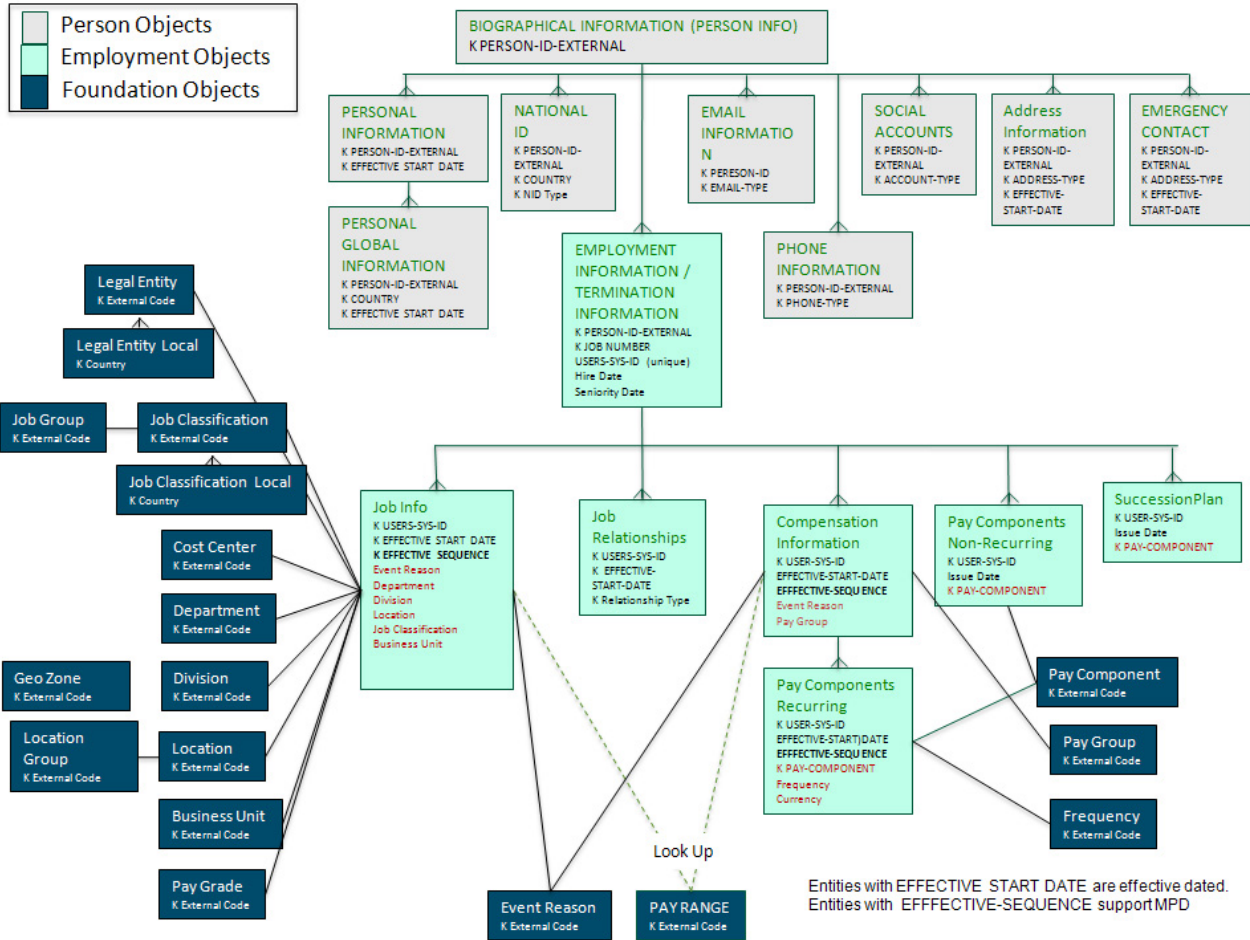 Person Objects
Employment Objects
Foundation Objects
BIOGRAPHICAL INFORMATION (PERSON INFO)
K PERSON-ID-EXTERNAL
PERSONAL
INFORMATION
K PERSON-ID-EXTERNAL
K EFFECTIVE START DATE
NATIONAL
ID
K PERSON-ID-
EXTERNAL
K COUNTRY
K NID Type
EMAIL
INFORMATIO
N
K PERESON-ID
K EMAIL-TYPE
SOCIAL
ACCOUNTS
K PERSON-ID-
EXTERNAL
K ACCOUNT-TYPE
Address
Information
K PERSON-ID-
EXTERNAL
K ADDRESS-TYPE
K EFFECTIVE-
START-DATE
EMERGENCY
CONTACT
K PERSON-ID-
EXTERNAL
K ADDRESS-TYPE
K EFFECTIVE-
START-DATE
PERSONAL
GLOBAL
INFORMATION
K PERSON-ID-EXTERNAL
K COUNTRY
K EFFECTIVE START DATE
EMPLOYMENT
INFORMATION /
TERMINATION
INFORMATION
K PERSON-ID-EXTERNAL
K JOB NUMBER
USERS-SYS-ID (unique)
Hire Date
Seniority Date
PHONE
INFORMATION
K PERSON-ID-EXTERNAL
K PHONE-TYPE
Legal Entity
K External Code
Legal Entity Local
K Country
Job Group
K External Code
Job Classification
K External Code
Job Classification Local
K Country
Cost Center
K External Code
Department
K External Code
Geo Zone
K External Code
Division
K External Code
Location
Group
K External Code
Location
K External Code
Business Unit
K External Code
Pay Grade
K External Code
Job Info
K USERS-SYS-ID
K EFFECTIVE START DATE
K EFFECTIVE SEQUENCE
Event Reason
Department
Division
Location
Job Classification
Business Unit
Job
Relationships
K USERS-SYS-ID
K EFFECTIVE-
START-DATE
K Relationship Type
Compensation
Information
K USER-SYS-ID
EFFECTIVE-START-DATE
EFFFECTIVE-SEQUENCE
Event Reason
Pay Group
Pay Components
Non-Recurring
K USER-SYS-ID
Issue Date
K PAY-COMPONENT
SuccessionPlan
K USER-SYS-ID
Issue Date
K PAY-COMPONENT
Pay Components
Recurring
K USER-SYS-ID
EFFECTIVE-START)DATE
EFFFECTIVE-SEQUENCE
K PAY-COMPONENT
Frequency
Currency
Pay Component
K External Code
Pay Group
K External Code
Frequency
K External Code
Look Up
Event Reason
K External Code
PAY RANGE
K External Code
Entities with EFFECTIVE START DATE are effective dated.
Entities with EFFFECTIVE-SEQUENCE support MPD